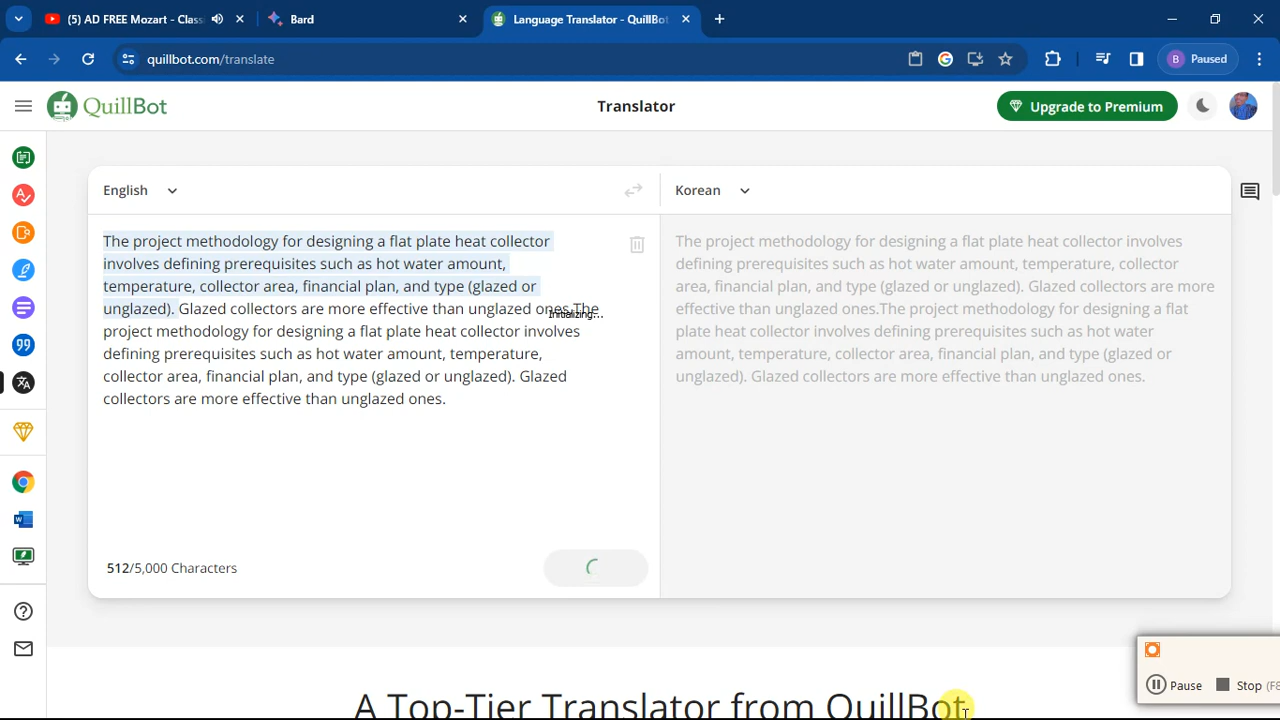 (5) AD FREE Mozart - Class
Bard
Language Translator - QuillBot
quillbot.com/translate
B Paused
QuillBot
Translator
Upgrade to Premium
English
Korean
The project methodology for designing a flat plate heat collector
involves defining prerequisites such as hot water amount,
temperature, collector area, financial plan, and type (glazed or
unglazed). Glazed collectors are more effective than unglazed ones.The
project methodology for designing a flat plate heat collector involves
defining prerequisites such as hot water amount, temperature,
collector area, financial plan, and type (glazed or unglazed). Glazed
collectors are more effective than unglazed ones.
Initializing...
The project methodology for designing a flat plate heat collector involves
defining prerequisites such as hot water amount, temperature, collector
area, financial plan, and type (glazed or unglazed). Glazed collectors are more
effective than unglazed ones.The project methodology for designing a flat
plate heat collector involves defining prerequisites such as hot water
amount, temperature, collector area, financial plan, and type (glazed or
unglazed). Glazed collectors are more effective than unglazed ones.
512/5,000 Characters
Pause
Stop (F8
A Top-Tier Translator from QuillBot